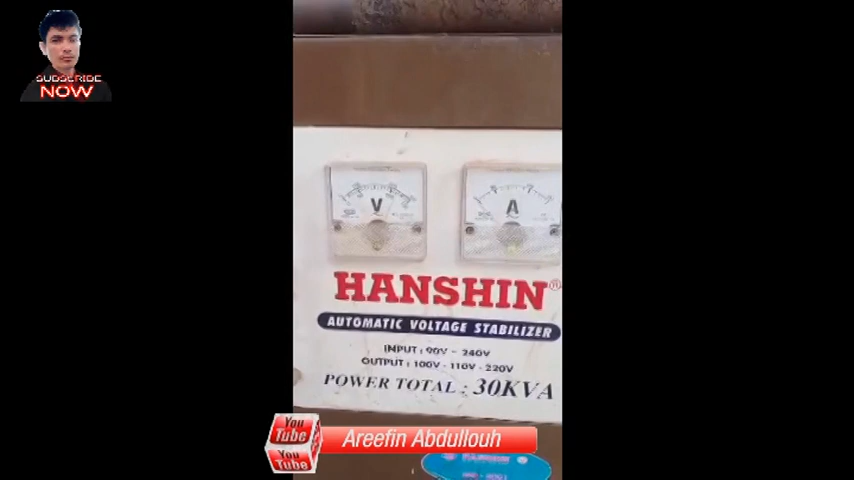 SUBSCRIBE
NOW
V
A
HANSHIN®
AUTOMATIC VOLTAGE STABILIZER
INPUT : 90V ~ 240V
OUTPUT : 100V - 110V - 220V
POWER TOTAL : 30KVA
You
Tube
You
Tube
Areefin Abdullouh
HANSHIN